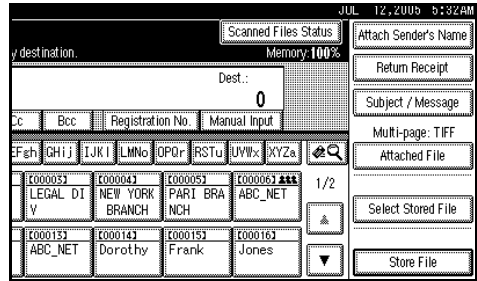 JUL 12,2005 5:32AM
Scanned Files Status
Attach Sender's Name
y destination.
Memory:100%
Return Receipt
Dest.:
0
Subject / Message
Cc
Bcc
Registration No.
Manual Input
Multi-page: TIFF
EFgh
GHij
IJKl
LMNo
OPQr
RSTu
UVWx
XYZa
Attached File
[00003]
LEGAL DI
V
[00004]
NEW YORK
BRANCH
[00005]
PARI BRA
NCH
[00006]
ABC_NET
1/2
Select Stored File
[00013]
ABC_NET
[00014]
Dorothy
[00015]
Frank
[00016]
Jones
Store File